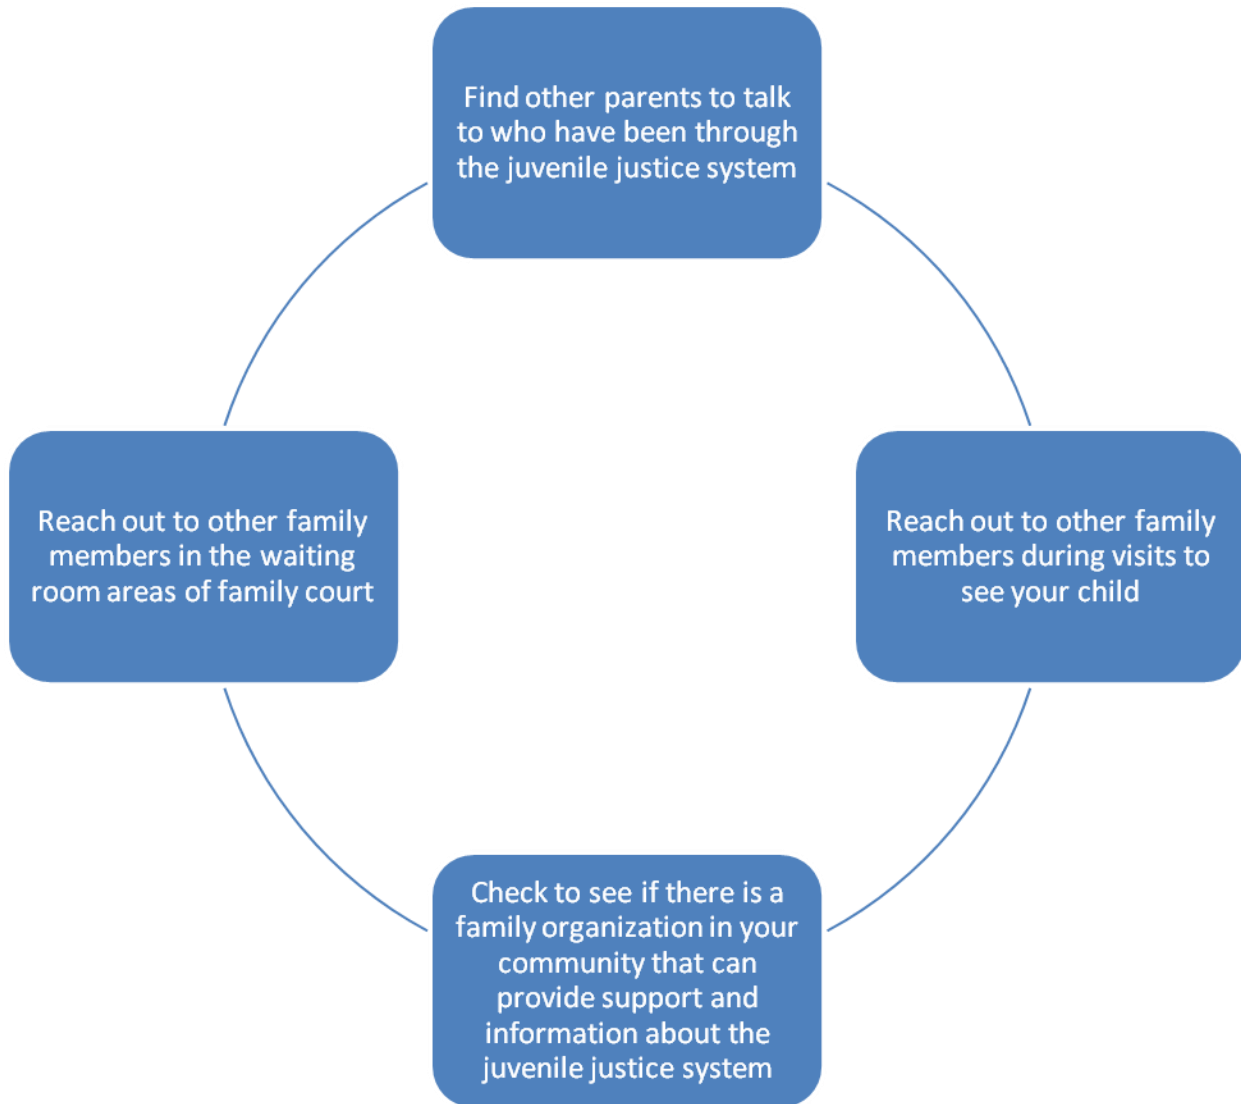 Find other parents to talk
to who have been through
the juvenile justice system
Reach out to other family
members in the waiting
room areas of family court
Reach out to other family
members during visits to
see your child
Check to see if there is a
family organization in your
community that can
provide support and
information about the
juvenile justice system